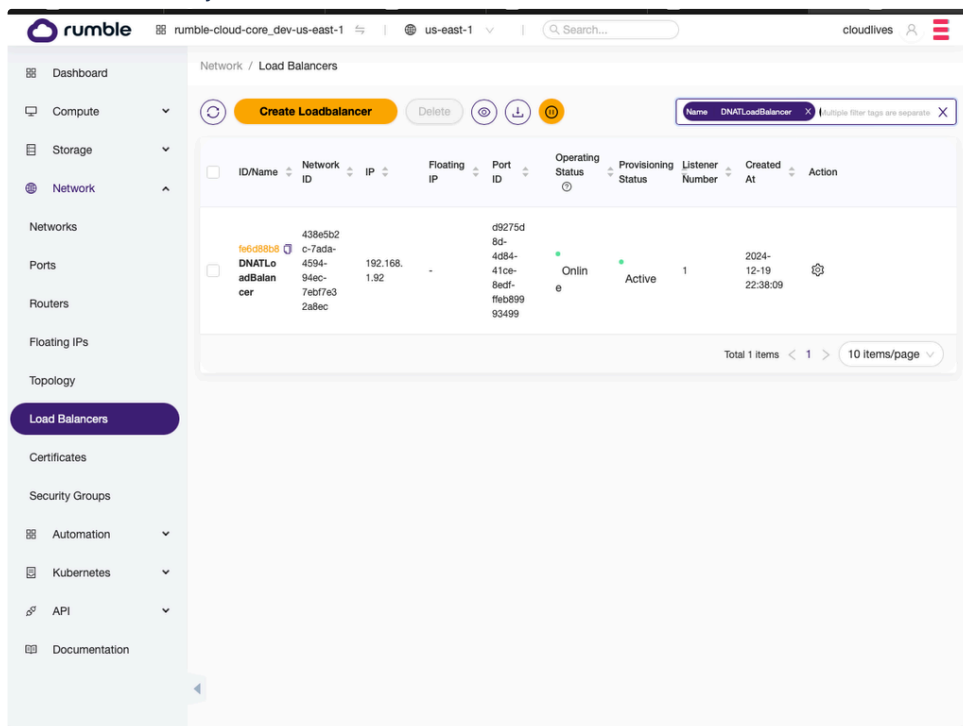 rumble
rumble-cloud-core_dev-us-east-1
us-east-1
Search...
cloudlives
Dashboard
Compute
Storage
Network
Networks
Ports
Routers
Floating IPs
Topology
Load Balancers
Certificates
Security Groups
Automation
Kubernetes
API
Documentation
Network / Load Balancers
Create Loadbalancer
Delete
Name DNATLoadBalancer X
Multiple filter tags are separate
ID/Name
Network
ID
IP
Floating
IP
Port
ID
Operating
Status
Provisioning
Status
Listener
Number
Created
At
Action
fe6d88b8
DNATLo
adBalan
cer
438e5b2
c-7ada-
4594-
94ec-
7ebf7e3
2a8ec
192.168.
1.92
-
d9275d
8d-
4d84-
41ce-
8edf-
ffeb899
93499
Onlin
e
Active
1
2024-
12-19
22:38:09
Total 1 items < 1 > 10 items/page